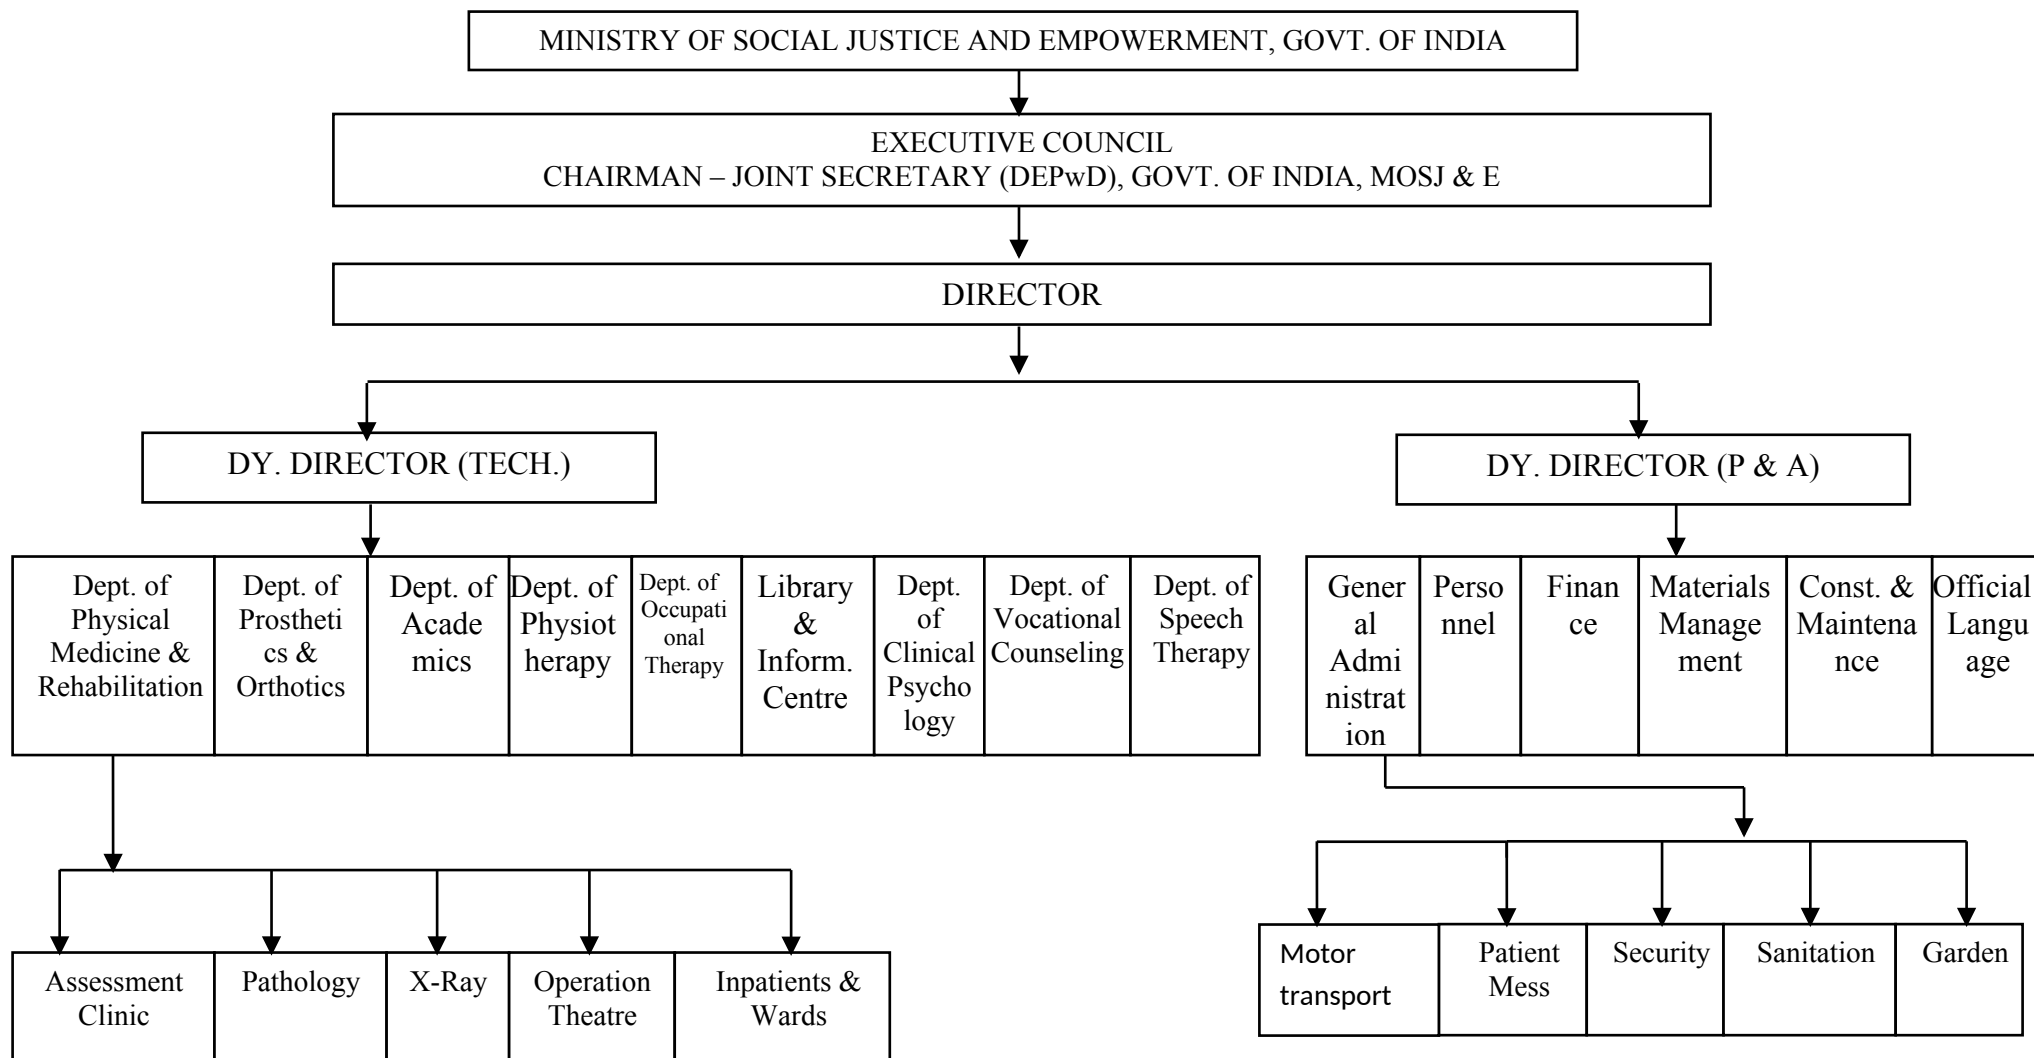 MINISTRY OF SOCIAL JUSTICE AND EMPOWERMENT, GOVT. OF INDIA
EXECUTIVE COUNCIL
CHAIRMAN – JOINT SECRETARY (DEPwD), GOVT. OF INDIA, MOSJ & E
DIRECTOR
DY. DIRECTOR (TECH.)
DY. DIRECTOR (P & A)
Dept. of
Physical
Medicine &
Rehabilitation
Dept. of
Prostheti
cs &
Orthotics
Dept. of
Acade
mics
Dept. of
Physiot
herapy
Dept. of
Occupati
onal
Therapy
Library
&
Inform.
Centre
Dept.
of
Clinical
Psycho
logy
Dept. of
Vocational
Counseling
Dept. of
Speech
Therapy
Gener
al
Admi
nistrat
ion
Perso
nnel
Finan
ce
Materials
Manage
ment
Const. &
Maintena
nce
Official
Langu
age
Assessment
Clinic
Pathology
X-Ray
Operation
Theatre
Inpatients &
Wards
Motor
transport
Patient
Mess
Security
Sanitation
Garden